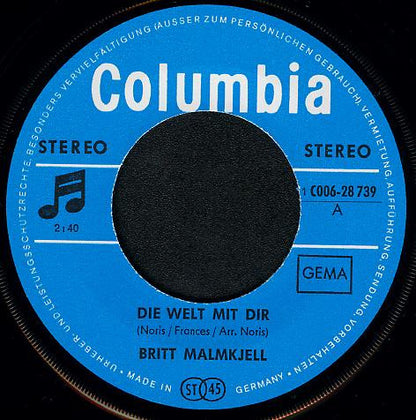 URHEBER- UND LEISTUNGSSCHUTZRECHTE, BESONDERS VERVIELFÄLTIGUNG (AUSSER ZUM PERSÖNLICHEN GEBRAUCH), VERMIETUNG, AUFFÜHRUNG, SENDUNG, VORBEHALTEN
Columbia
STEREO STEREO
1 C006-28 739
A
2:40
GEMA
DIE WELT MIT DIR
(Noris / Frances / Arr. Noris)
BRITT MALMKJELL
• MADE IN ST 45 GERMANY •